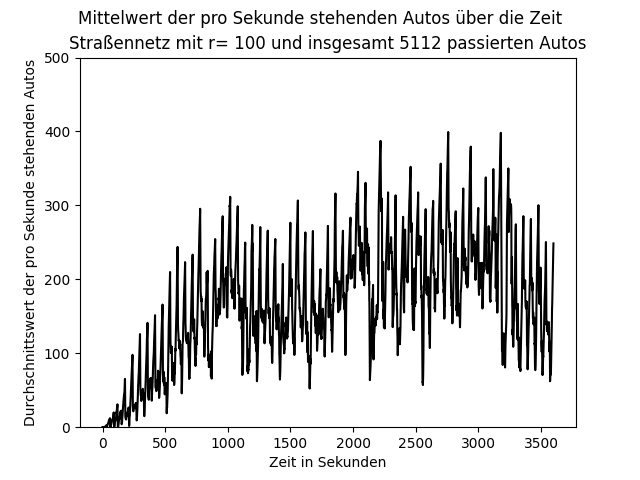 Mittelwert der pro Sekunde stehenden Autos über die Zeit
Straßennetz mit r= 100 und insgesamt 5112 passierten Autos
Durchschnittswert der pro Sekunde stehenden Autos
500
400
300
200
100
0
0 500 1000 1500 2000 2500 3000 3500
Zeit in Sekunden